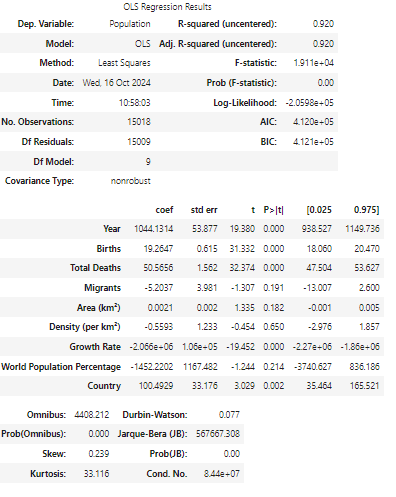 OLS Regression Results
Dep. Variable: Population R-squared (uncentered): 0.920
Model: OLS Adj. R-squared (uncentered): 0.920
Method: Least Squares F-statistic: 1.911e+04
Date: Wed, 16 Oct 2024 Prob (F-statistic): 0.00
Time: 10:58:03 Log-Likelihood: -2.0598e+05
No. Observations: 15018 AIC: 4.120e+05
Df Residuals: 15009 BIC: 4.121e+05
Df Model: 9
Covariance Type: nonrobust
coef std err t P>|t| [0.025 0.975]
Year 1044.1314 53.877 19.380 0.000 938.527 1149.736
Births 19.2647 0.615 31.332 0.000 18.060 20.470
Total Deaths 50.5656 1.562 32.374 0.000 47.504 53.627
Migrants -5.2037 3.981 -1.307 0.191 -13.007 2.600
Area (km²) 0.0021 0.002 1.335 0.182 -0.001 0.005
Density (per km²) -0.5593 1.233 -0.454 0.650 -2.976 1.857
Growth Rate -2.066e+06 1.06e+05 -19.452 0.000 -2.27e+06 -1.86e+06
World Population Percentage -1452.2202 1167.482 -1.244 0.214 -3740.627 836.186
Country 100.4929 33.176 3.029 0.002 35.464 165.521
Omnibus: 4408.212 Durbin-Watson: 0.077
Prob(Omnibus): 0.000 Jarque-Bera (JB): 567667.308
Skew: 0.239 Prob(JB): 0.00
Kurtosis: 33.116 Cond. No. 8.44e+07